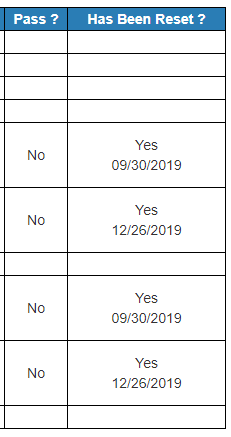 Pass ? Has Been Reset ?
No Yes
09/30/2019
No Yes
12/26/2019
No Yes
09/30/2019
No Yes
12/26/2019